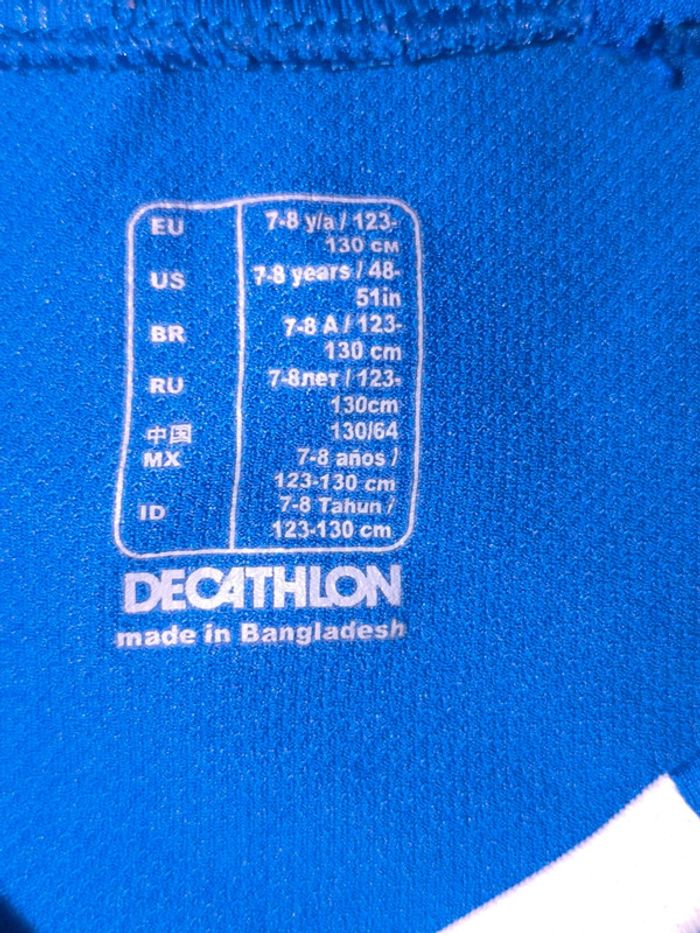 EU 7-8 y/a / 123-
130 см
US 7-8 years / 48-
51in
BR 7-8 A / 123-
130 cm
RU 7-8лет / 123-
130cm
中国 130/64
MX 7-8 años /
123-130 cm
ID 7-8 Tahun /
123-130 cm
DECATHLON
made in Bangladesh